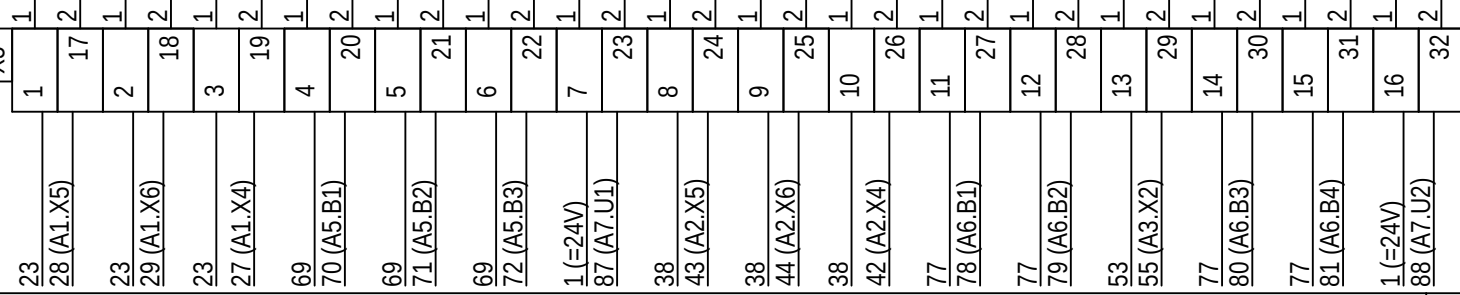 1 2 1 2 1 2 1 2 1 2 1 2 1 2 1 2 1 2 1 2 1 2 1 2 1 2 1 2 1 2 1 2
1 17 2 18 3 19 4 20 5 21 6 22 7 23 8 24 9 25 10 26 11 27 12 28 13 29 14 30 15 31 16 32
23
28 (A1.X5)
23
29 (A1.X6)
23
27 (A1.X4)
69
70 (A5.B1)
69
71 (A5.B2)
69
72 (A5.B3)
1 (=24V)
87 (A7.U1)
38
43 (A2.X5)
38
44 (A2.X6)
38
42 (A2.X4)
77
78 (A6.B1)
77
79 (A6.B2)
53
55 (A3.X2)
77
80 (A6.B3)
77
81 (A6.B4)
1 (=24V)
88 (A7.U2)